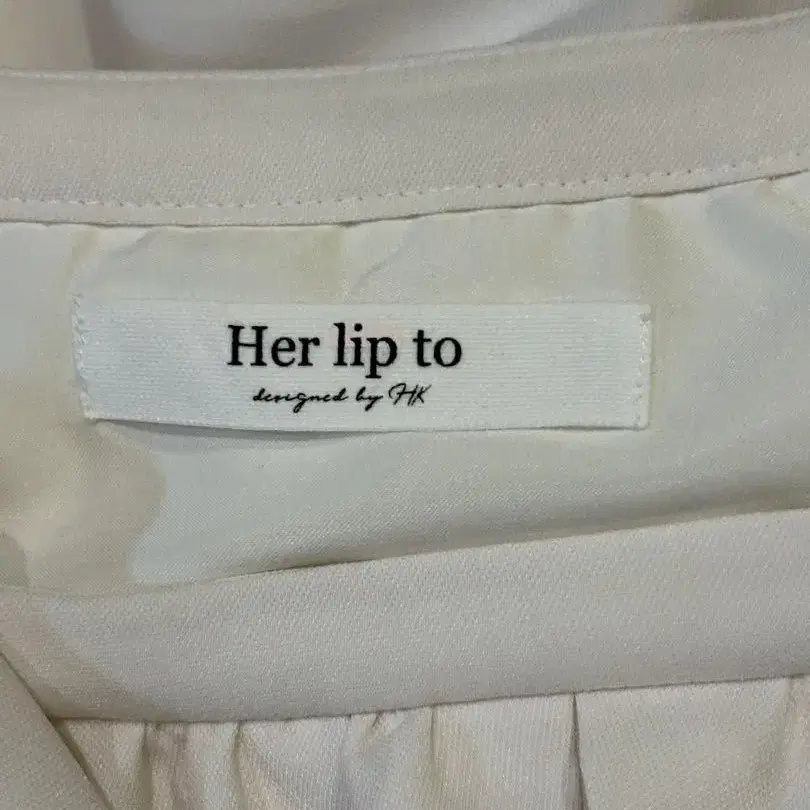 Her lip to
designed by HK